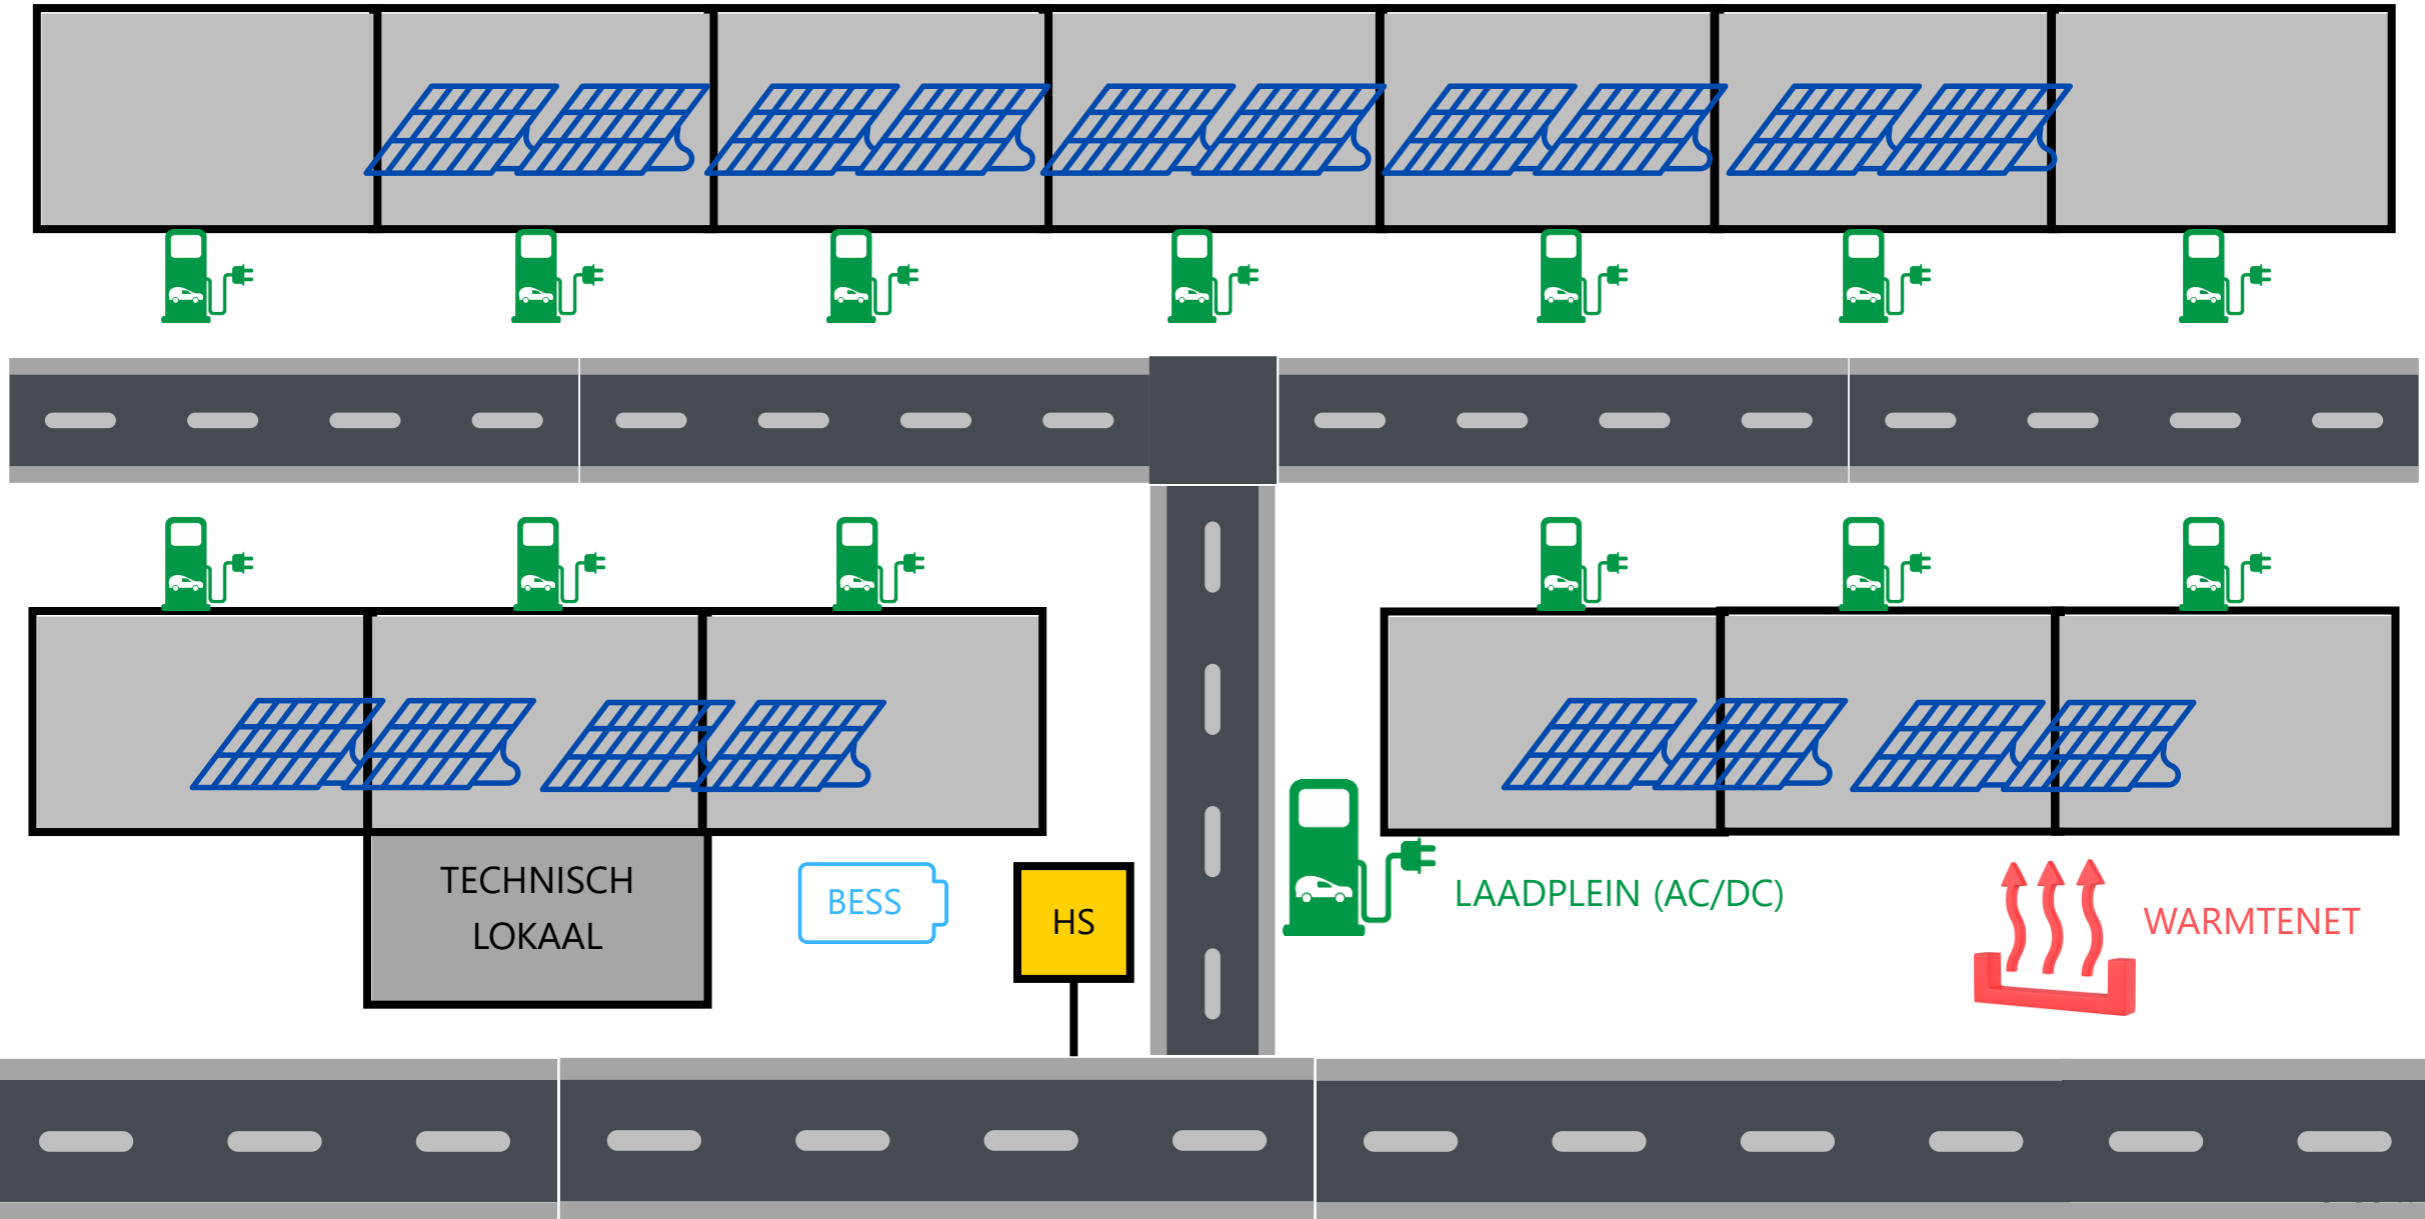 TECHNISCH
LOKAAL
BESS
HS
LAADPLEIN (AC/DC)
WARMTENET